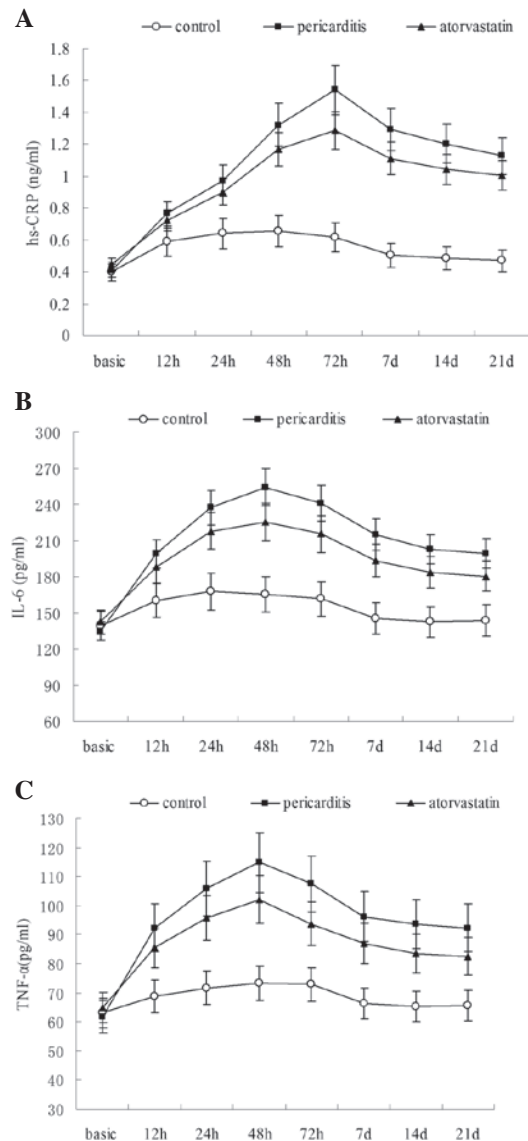 A
control pericarditis atorvastatin
hs-CRP (ng/ml)
1.8
1.6
1.4
1.2
1
0.8
0.6
0.4
0.2
0
basic 12h 24h 48h 72h 7d 14d 21d
B
control pericarditis atorvastatin
IL-6 (pg/ml)
300
270
240
210
180
150
120
90
60
basic 12h 24h 48h 72h 7d 14d 21d
C
control pericarditis atorvastatin
TNF-α(pg/ml)
130
120
110
100
90
80
70
60
50
40
30
basic 12h 24h 48h 72h 7d 14d 21d